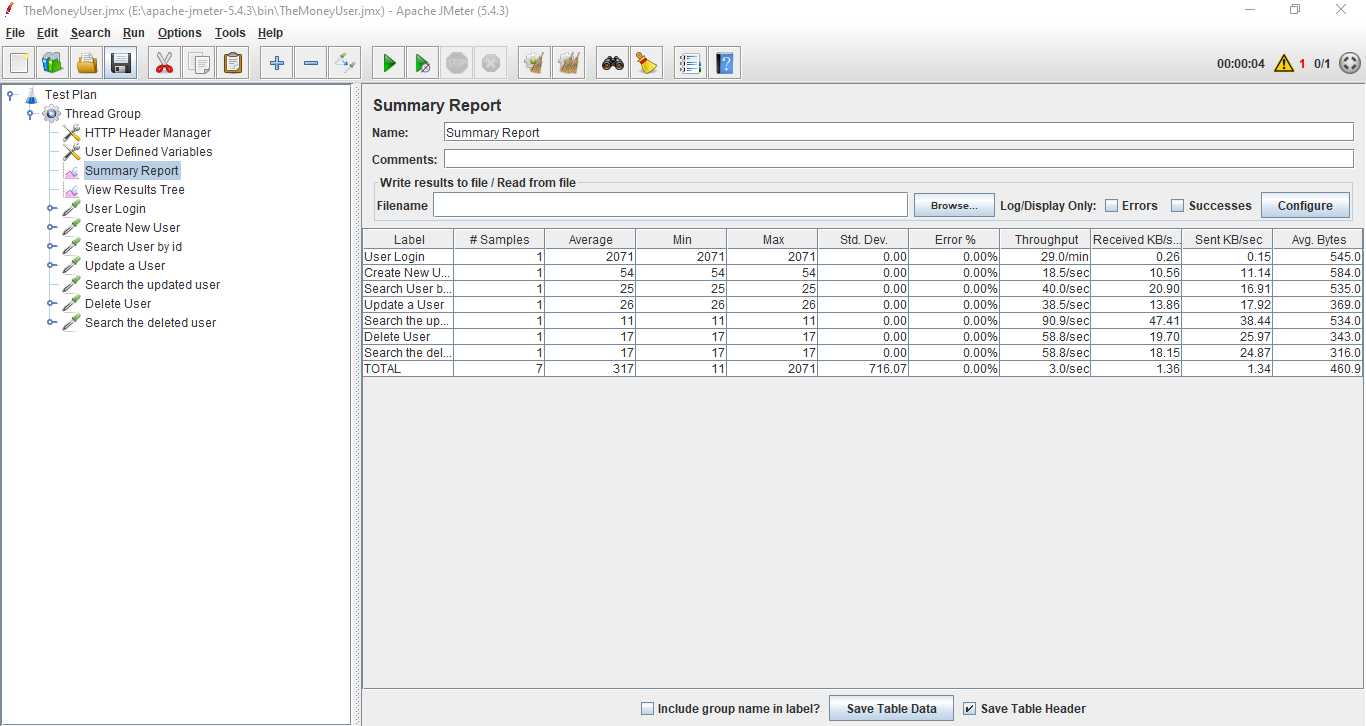 TheMoneyUser.jmx (E:\apache-jmeter-5.4.3\bin\TheMoneyUser.jmx) - Apache JMeter (5.4.3)
File Edit Search Run Options Tools Help
00:00:04 1 0/1
Test Plan
Thread Group
HTTP Header Manager
User Defined Variables
Summary Report
View Results Tree
User Login
Create New User
Search User by id
Update a User
Search the updated user
Delete User
Search the deleted user
Summary Report
Name: Summary Report
Comments:
Write results to file / Read from file
Filename Browse... Log/Display Only: Errors Successes Configure
Label # Samples Average Min Max Std. Dev. Error % Throughput Received KB/s... Sent KB/sec Avg. Bytes
User Login 1 2071 2071 2071 0.00 0.00% 29.0/min 0.26 0.15 545.0
Create New U... 1 54 54 54 0.00 0.00% 18.5/sec 10.56 11.14 584.0
Search User b... 1 25 25 25 0.00 0.00% 40.0/sec 20.90 16.91 535.0
Update a User 1 26 26 26 0.00 0.00% 38.5/sec 13.86 17.92 369.0
Search the up... 1 11 11 11 0.00 0.00% 90.9/sec 47.41 38.44 534.0
Delete User 1 17 17 17 0.00 0.00% 58.8/sec 19.70 25.97 343.0
Search the del... 1 17 17 17 0.00 0.00% 58.8/sec 18.15 24.87 316.0
TOTAL 7 317 11 2071 716.07 0.00% 3.0/sec 1.36 1.34 460.9
Include group name in label? Save Table Data Save Table Header